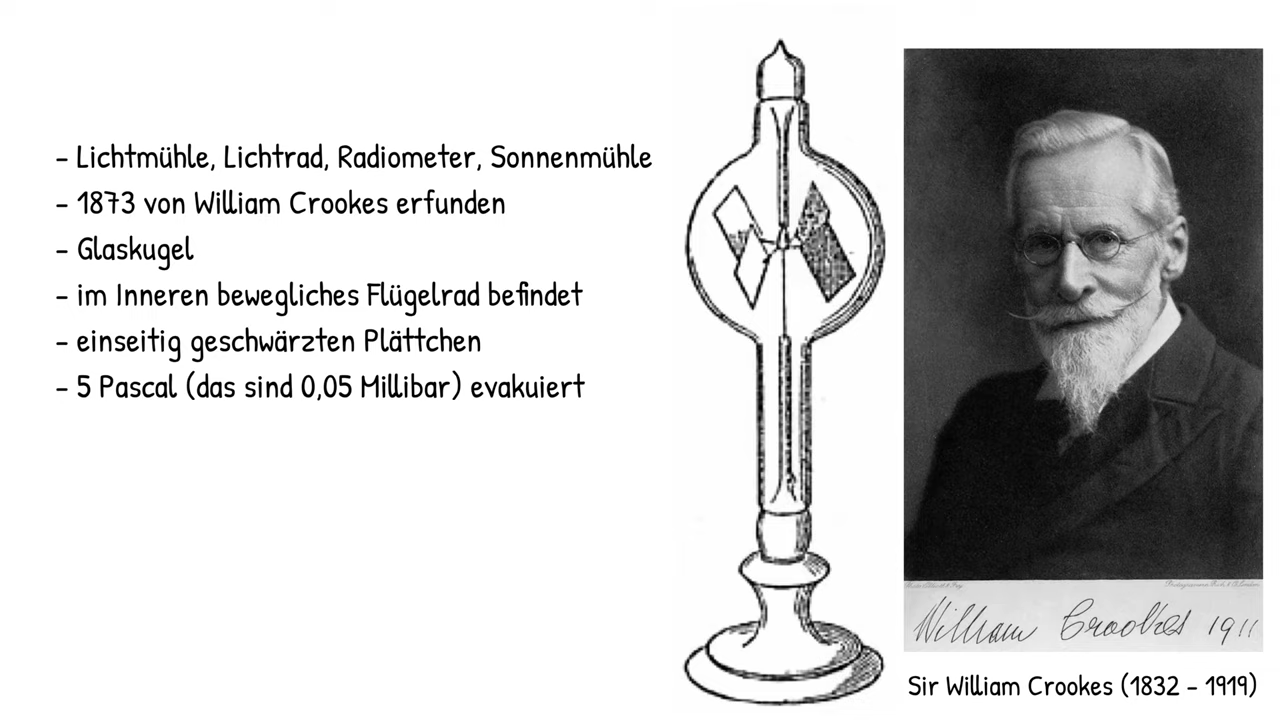 - Lichtmühle, Lichtrad, Radiometer, Sonnenmühle
- 1873 von William Crookes erfunden
- Glaskugel
- im Inneren bewegliches Flügelrad befindet
- einseitig geschwärzten Plättchen
- 5 Pascal (das sind 0,05 Millibar) evakuiert
William Crookes 1911
Sir William Crookes (1832 - 1919)